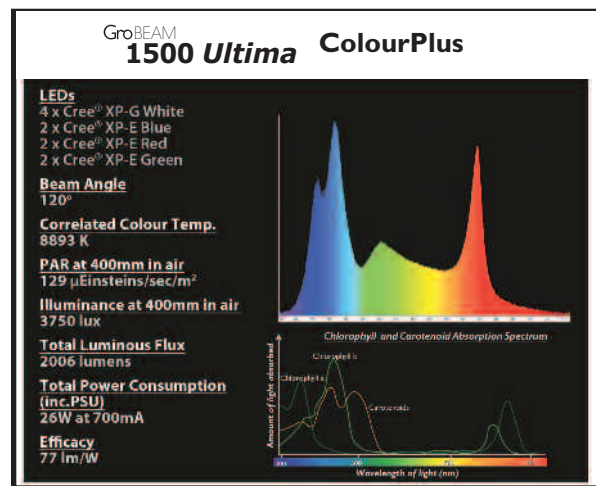 GroBEAM
1500 Ultima ColourPlus
LEDs
4 x Cree® XP-G White
2 x Cree® XP-E Blue
2 x Cree® XP-E Red
2 x Cree® XP-E Green
Beam Angle
120°
Correlated Colour Temp.
8893 K
PAR at 400mm in air
129 µEinsteins/sec/m²
Illuminance at 400mm in air
3750 lux
Total Luminous Flux
2006 lumens
Total Power Consumption
(inc.PSU)
26W at 700mA
Efficacy
77 lm/W
Chlorophyll and Carotenoid Absorption Spectrum
Amount of light absorbed
Chlorophyll b
Chlorophyll a
Carotenoids
Wavelength of light (nm)